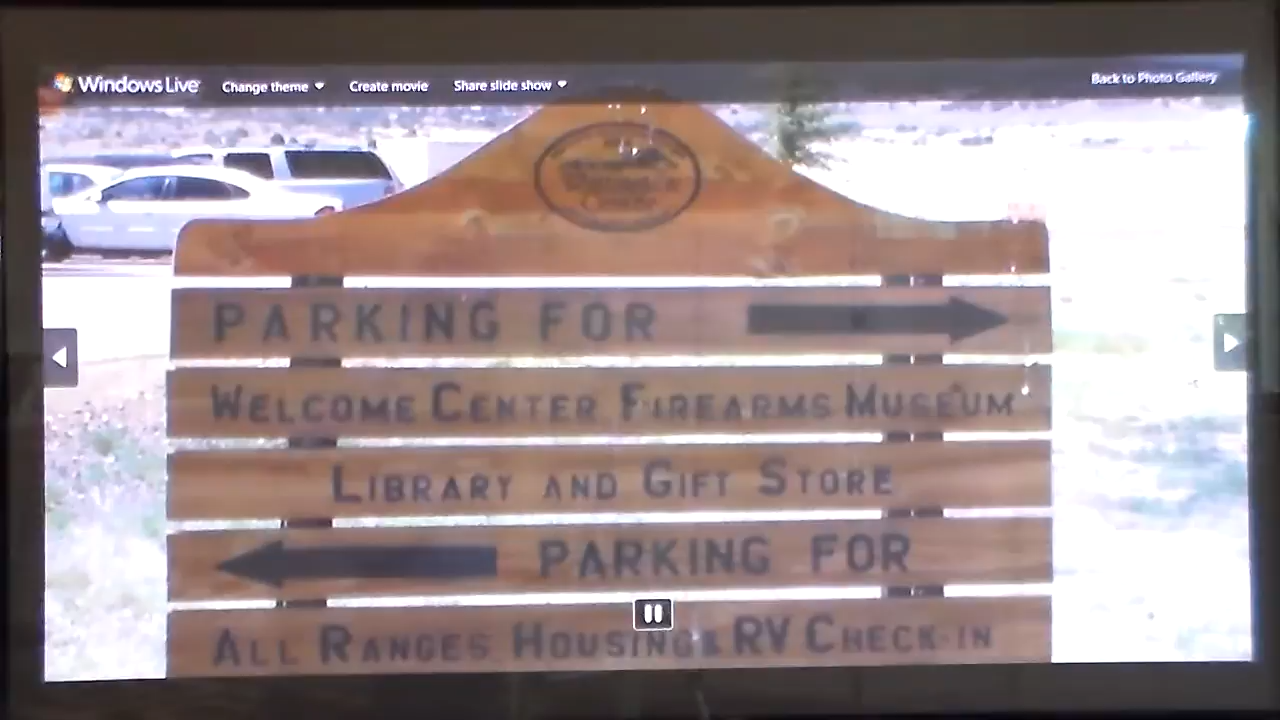 Windows Live Change theme Create movie Share slide show Back to Photo Gallery
PARKING FOR
WELCOME CENTER FIREARMS MUSEUM
LIBRARY AND GIFT STORE
PARKING FOR
ALL RANGES HOUSING & RV CHECK-IN